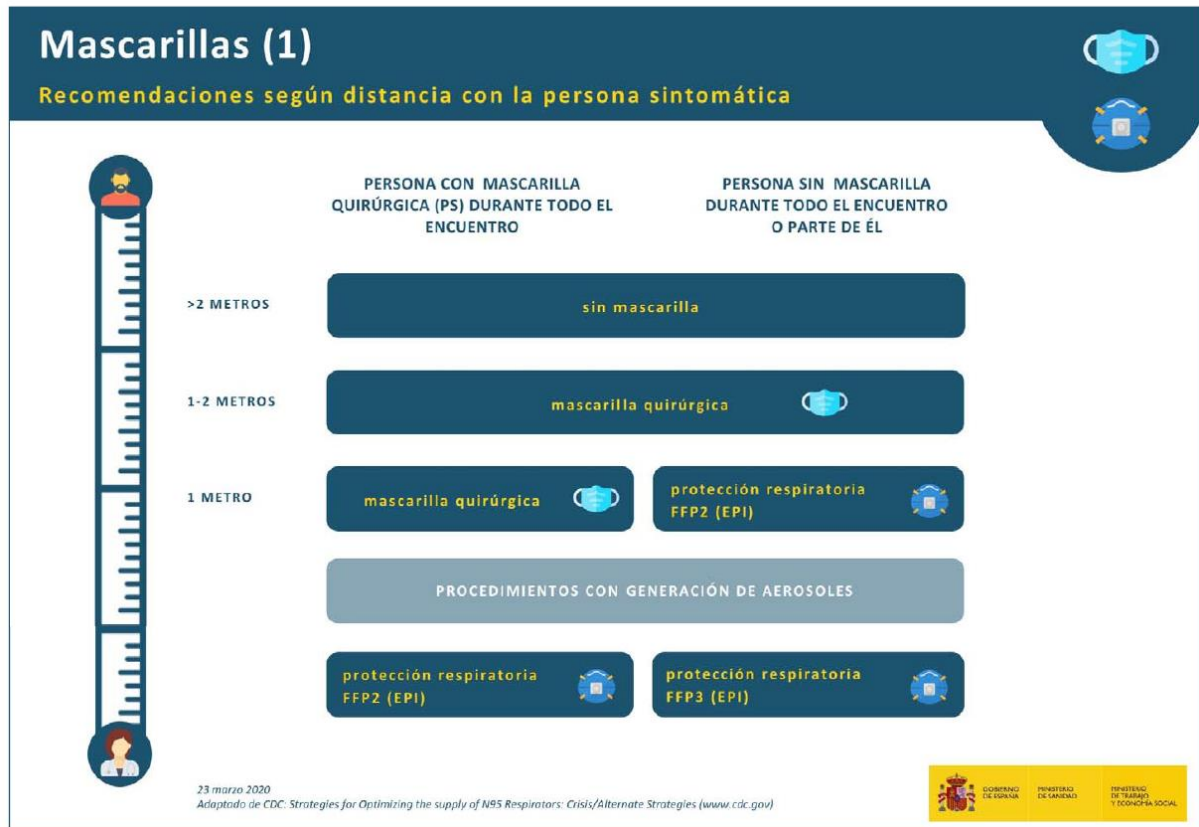 Mascarillas (1)
Recomendaciones según distancia con la persona sintomática
PERSONA CON MASCARILLA
QUIRÚRGICA (PS) DURANTE TODO EL
ENCUENTRO
PERSONA SIN MASCARILLA
DURANTE TODO EL ENCUENTRO
O PARTE DE ÉL
>2 METROS
sin mascarilla
1-2 METROS
mascarilla quirúrgica
1 METRO
mascarilla quirúrgica
protección respiratoria
FFP2 (EPI)
PROCEDIMIENTOS CON GENERACIÓN DE AEROSOLES
protección respiratoria
FFP2 (EPI)
protección respiratoria
FFP3 (EPI)
23 marzo 2020
Adaptado de CDC: Strategies for Optimizing the supply of N95 Respirators: Crisis/Alternate Strategies (www.cdc.gov)
GOBIERNO
DE ESPAÑA
MINISTERIO
DE SANIDAD
MINISTERIO
DE TRABAJO
Y ECONOMÍA SOCIAL